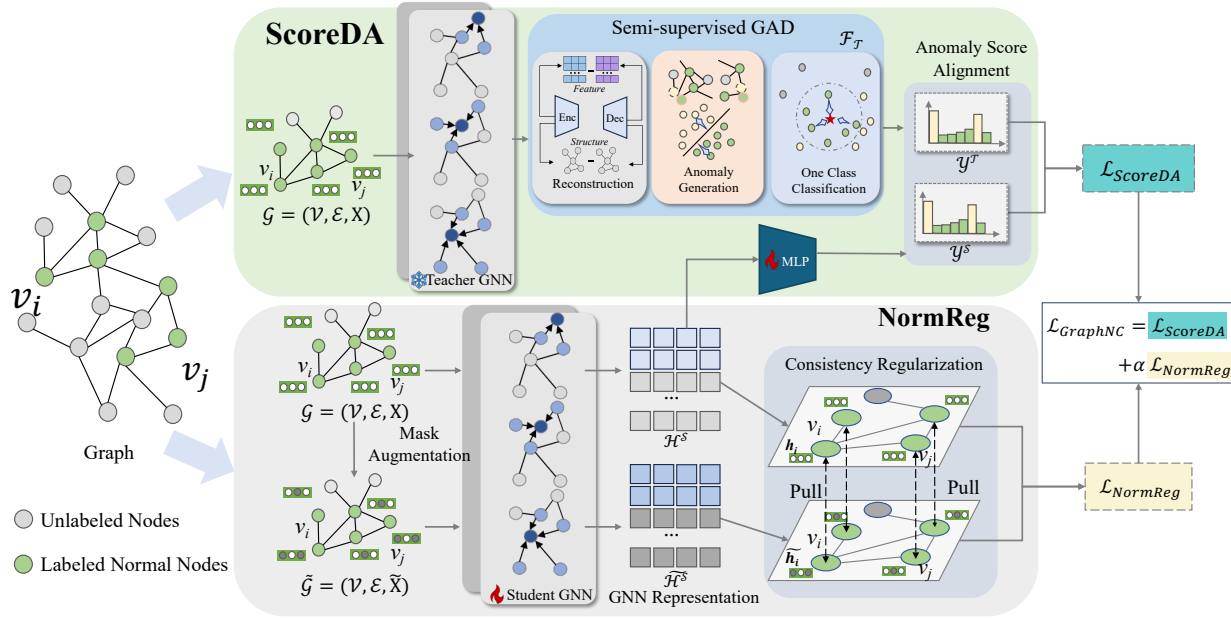 ScoreDA
Semi-supervised GAD
ℱ_𝒯
Anomaly Score
Alignment
Feature
Enc
Dec
Structure
Reconstruction
Anomaly
Generation
One Class
Classification
𝒴^𝒯
𝒴^𝒮
v_i
v_j
𝒢 = (𝒱, ℰ, X)
Teacher GNN
MLP
ℒ_ScoreDA
v_i
v_j
Graph
Unlabeled Nodes
Labeled Normal Nodes
NormReg
v_i
v_j
𝒢 = (𝒱, ℰ, X)
Mask
Augmentation
v_i
v_j
𝒢̃ = (𝒱, ℰ, X̃)
Student GNN
...
ℋ^𝒮
...
ℋ̃^𝒮
GNN Representation
Consistency Regularization
v_i
h_i
v_j
Pull
Pull
v_i
h̃_i
v_j
ℒ_GraphNC = ℒ_ScoreDA
+α ℒ_NormReg
ℒ_NormReg